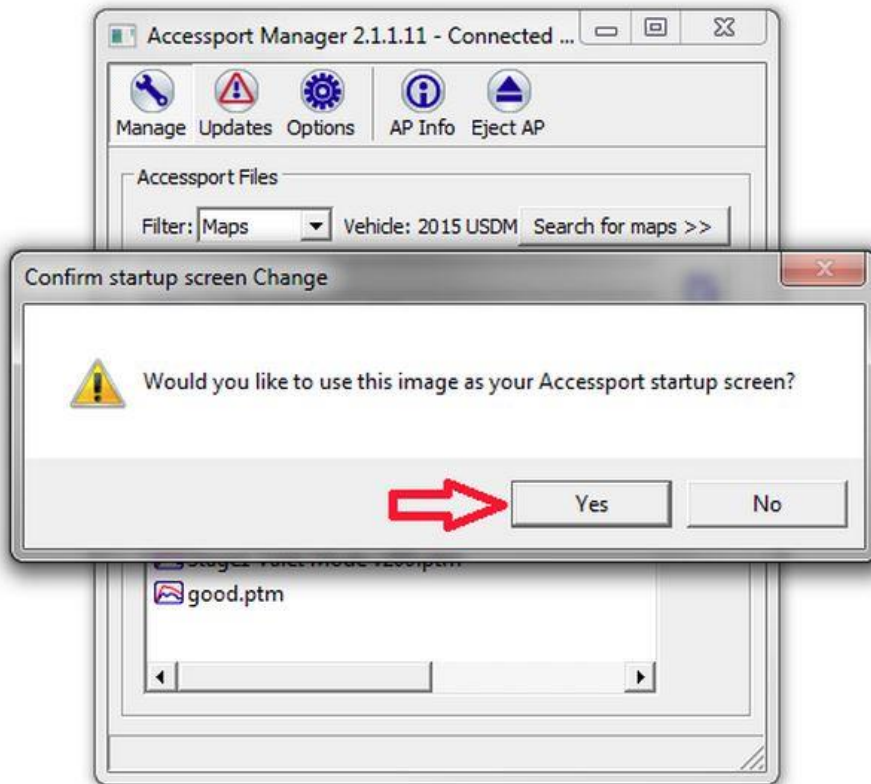 Accessport Manager 2.1.1.11 - Connected ...
Manage Updates Options AP Info Eject AP
Accessport Files
Filter: Maps Vehicle: 2015 USDM Search for maps >>
Confirm startup screen Change
Would you like to use this image as your Accessport startup screen?
Yes No
good.ptm